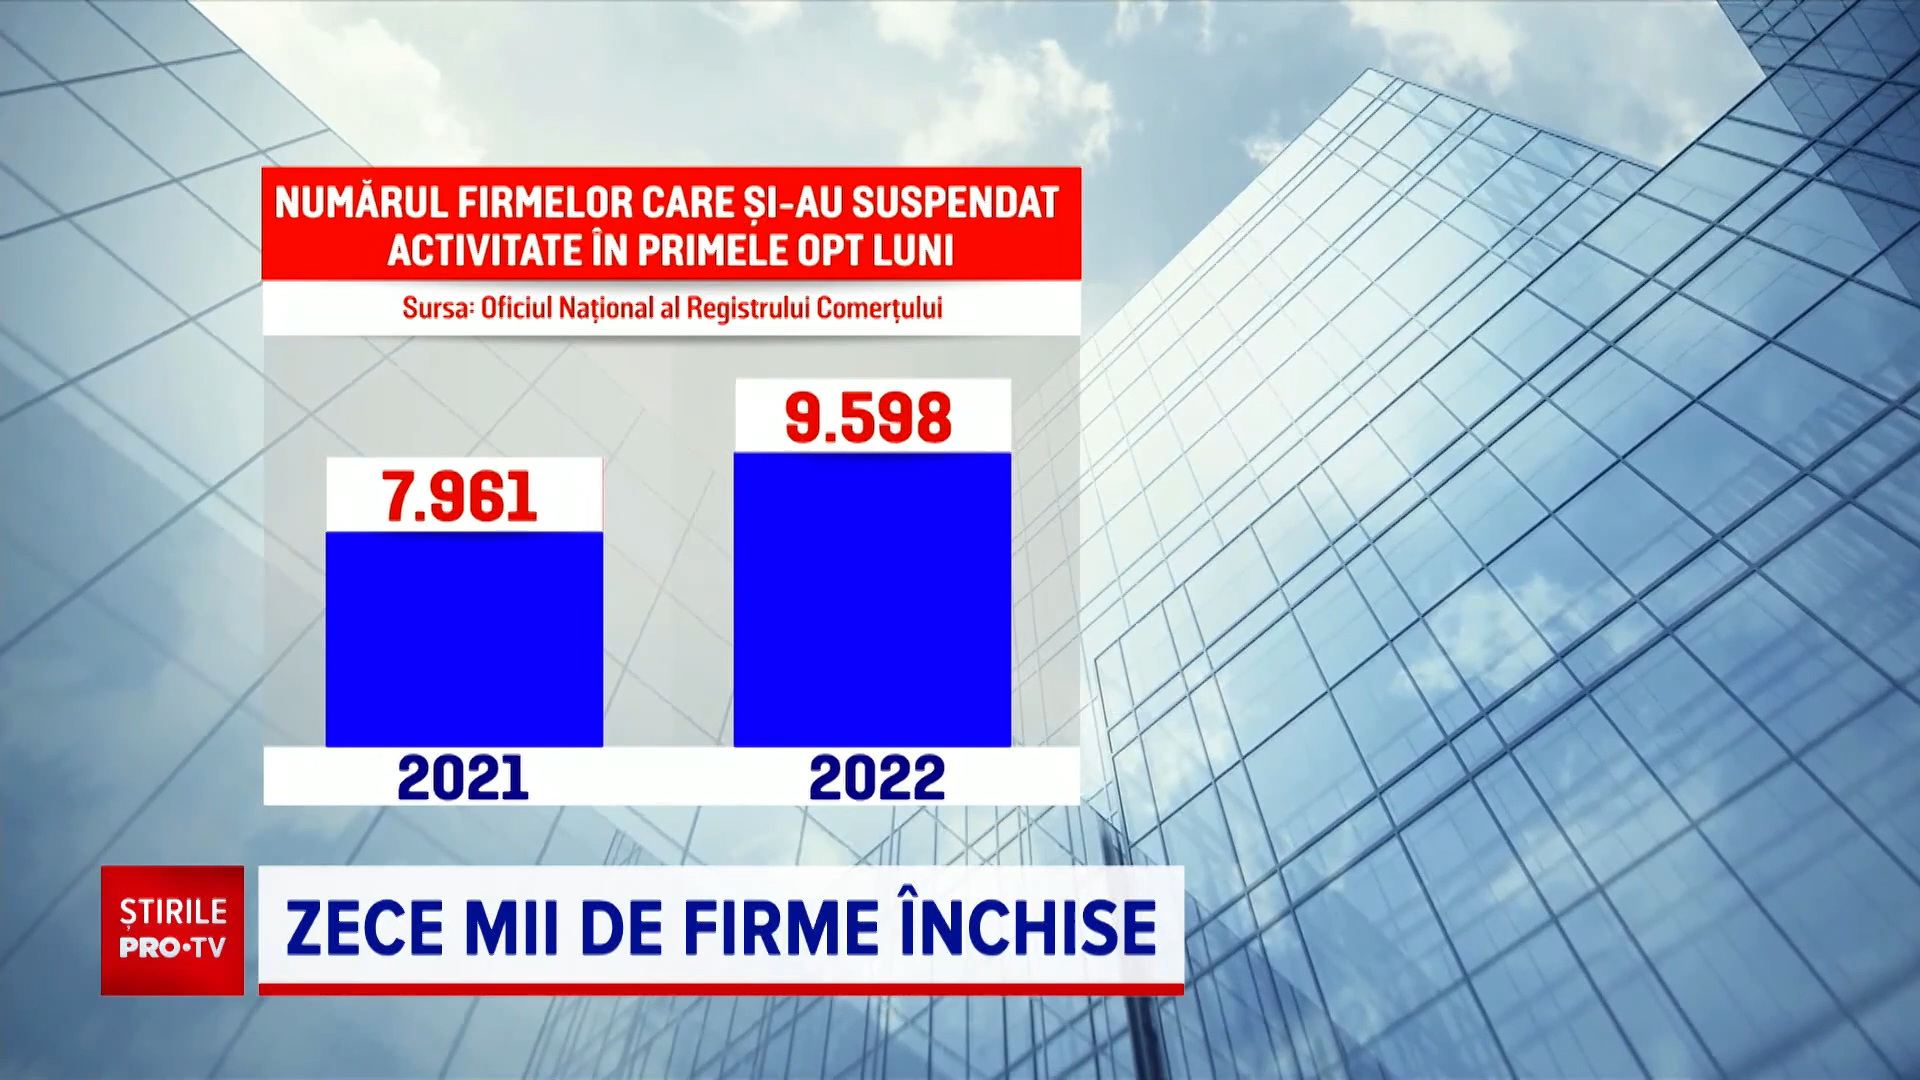 NUMĂRUL FIRMELOR CARE ȘI-AU SUSPENDAT
ACTIVITATE ÎN PRIMELE OPT LUNI
Sursa: Oficiul Național al Registrului Comerțului
7.961
9.598
2021
2022
ȘTIRILE
PRO•TV
ZECE MII DE FIRME ÎNCHISE